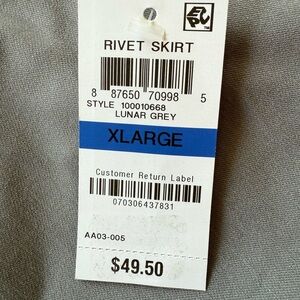 RIVET SKIRT
8 87650 70998 5
STYLE 100010668
LUNAR GREY
XLARGE
Customer Return Label
070306437831
AA03-005
$49.50